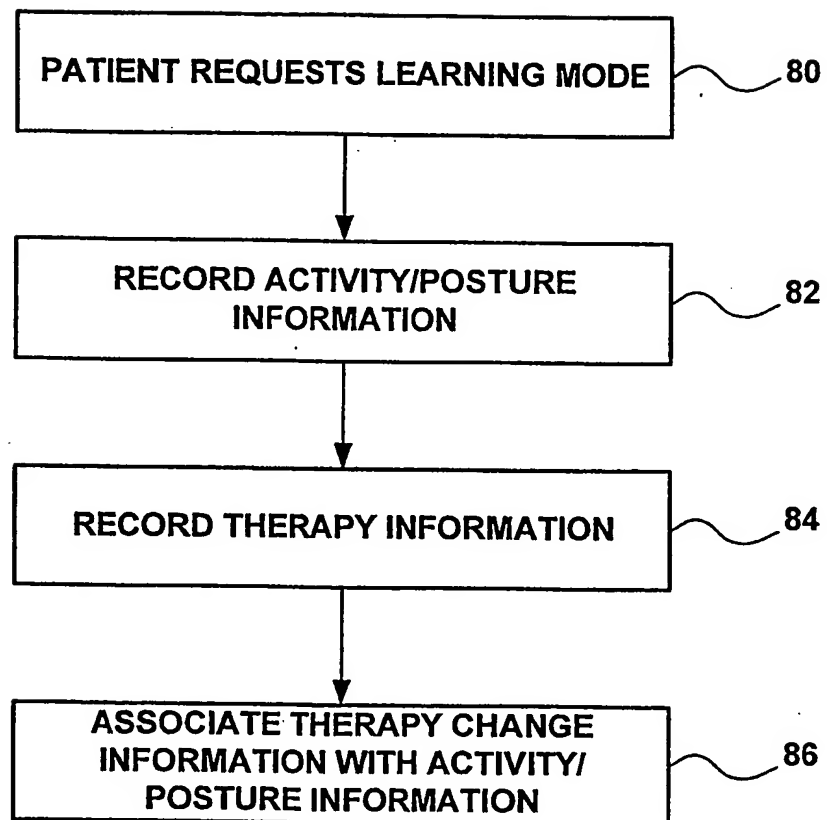 PATIENT REQUESTS LEARNING MODE
80
RECORD ACTIVITY/POSTURE
INFORMATION
82
RECORD THERAPY INFORMATION
84
ASSOCIATE THERAPY CHANGE
INFORMATION WITH ACTIVITY/
POSTURE INFORMATION
86